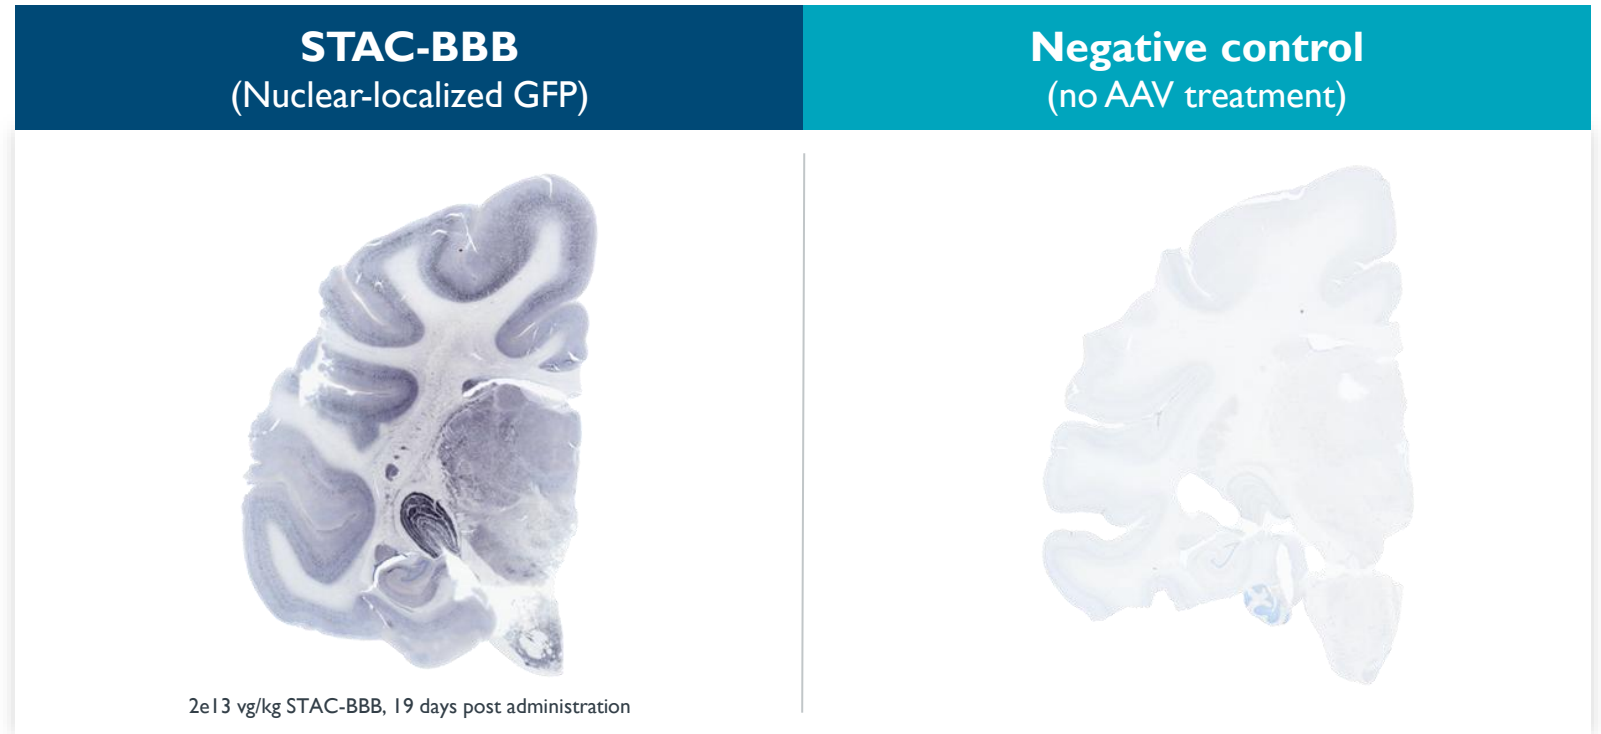 STAC-BBB
(Nuclear-localized GFP)
Negative control
(no AAV treatment)
2e13 vg/kg STAC-BBB, 19 days post administration